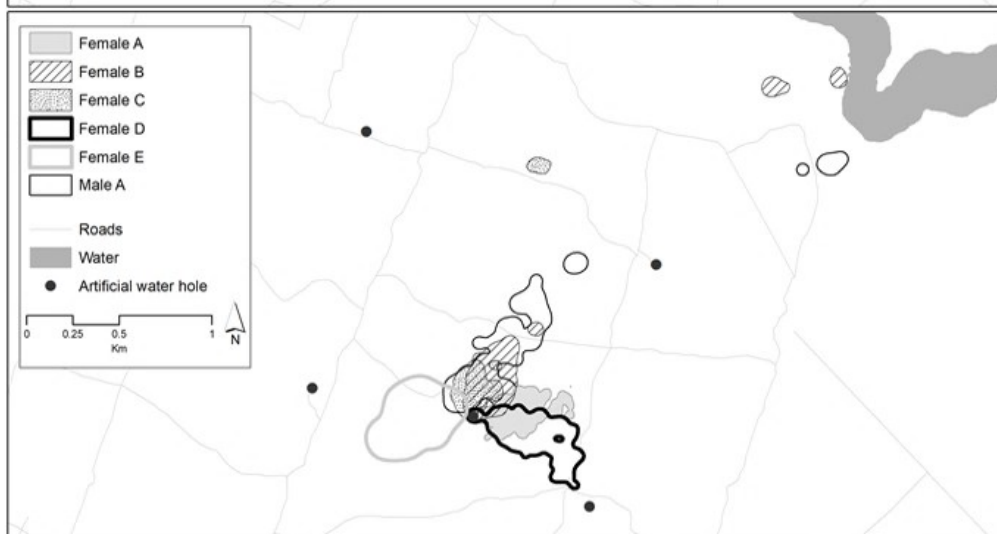 Female A
Female B
Female C
Female D
Female E
Male A
Roads
Water
Artificial water hole
0 0.25 0.5 1
Km
N